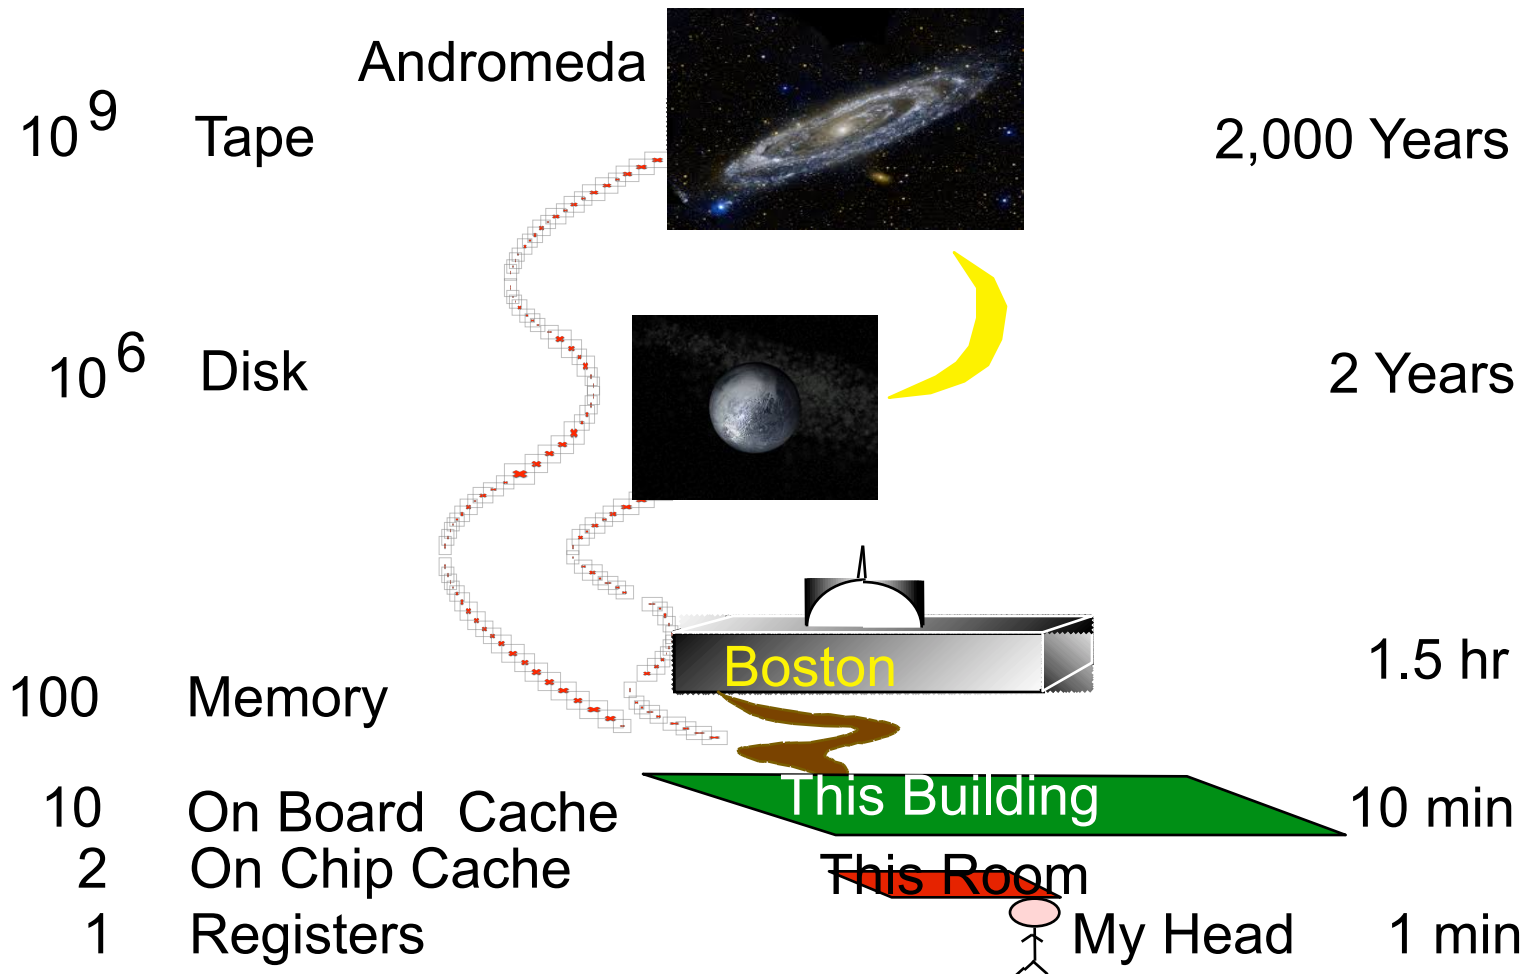 Andromeda
10^9 Tape 2,000 Years
10^6 Disk 2 Years
Boston 1.5 hr
100 Memory
This Building
10 On Board Cache 10 min
2 On Chip Cache This Room
1 Registers My Head 1 min